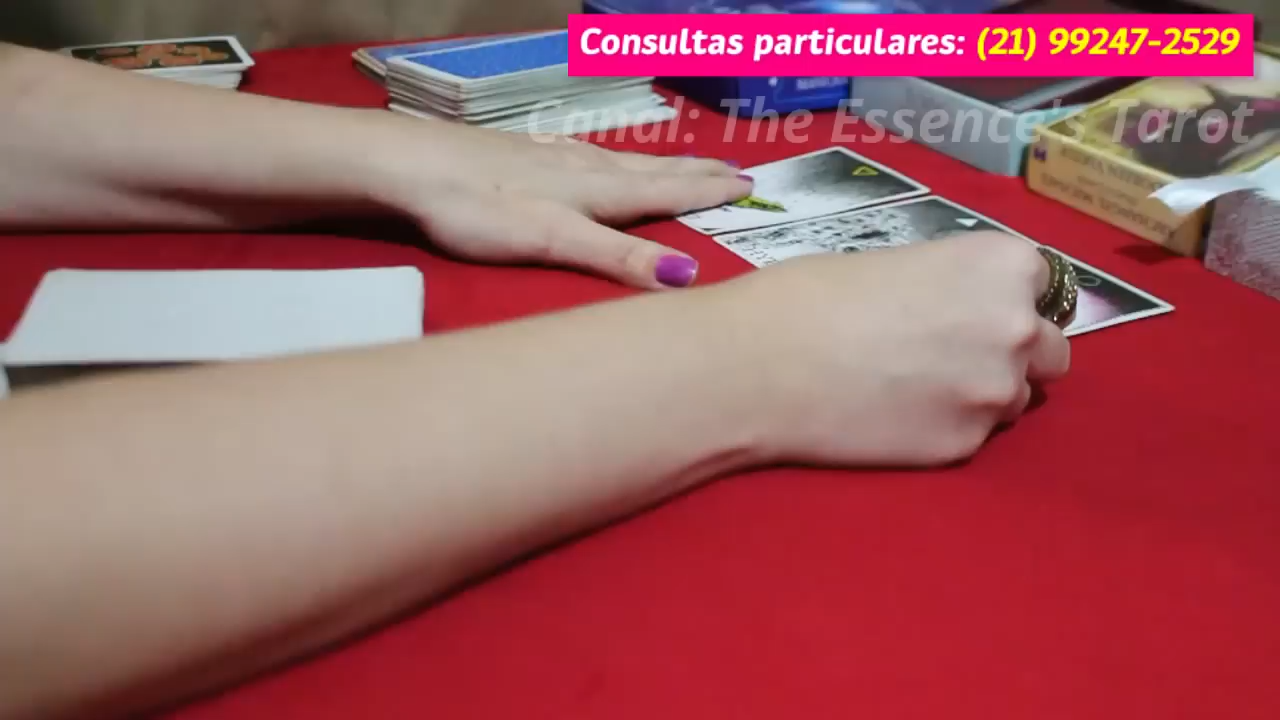 Consultas particulares: (21) 99247-2529
Canal: The Essence's Tarot